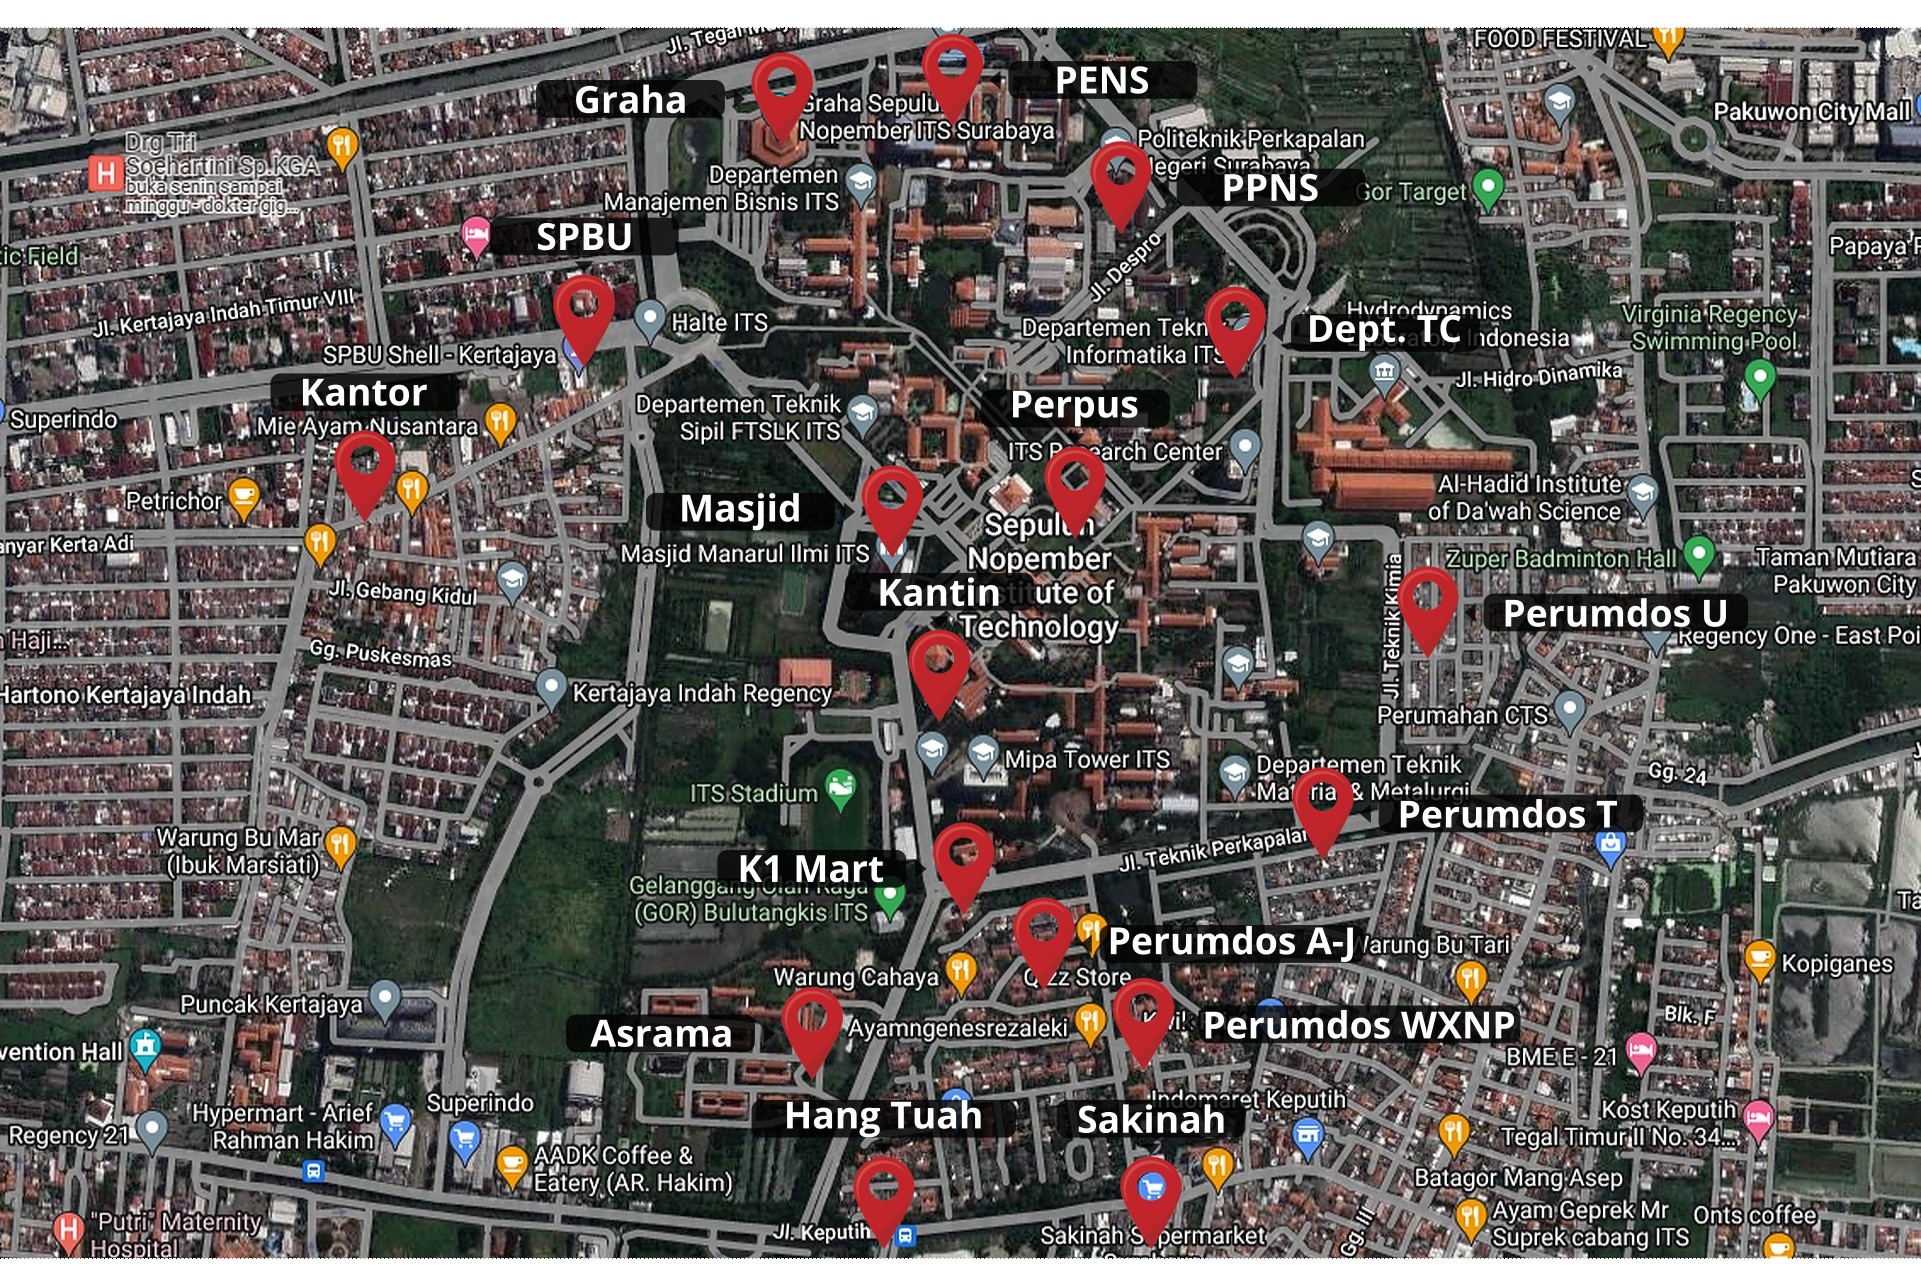 Jl. Tegal
FOOD FESTIVAL
Graha
PENS
Graha Sepulu
Nopember ITS Surabaya
Pakuwon City Mall
Drg Tri
Soehartini Sp.KGA
buka senin sampai
minggu - dokter gig...
Politeknik Perkapalan
Negeri Surabaya
PPNS
Departemen
Manajemen Bisnis ITS
Gor Target
SPBU
tic Field
Papaya F
Jl. Despro
Jl. Kertajaya Indah Timur VIII
Halte ITS
Hydrodynamics
Indonesia
Dept. TC
Departemen Tekn
Informatika ITS
Virginia Regency
Swimming Pool
SPBU Shell - Kertajaya
Jl. Hidro Dinamika
Kantor
Mie Ayam Nusantara
Superindo
Departemen Teknik
Sipil FTSLK ITS
Perpus
ITS Research Center
Petrichor
Masjid
Masjid Manarul Ilmi ITS
Al-Hadid Institute
of Da'wah Science
anyar Kerta Adi
Sepuluh
Nopember
Institute of
Technology
Kantin
Zuper Badminton Hall
Taman Mutiara
Pakuwon City
Jl. Gebang Kidul
Jl. Teknik Kimia
Perumdos U
Regency One - East Poi
Haji...
Gg. Puskesmas
Hartono Kertajaya Indah
Kertajaya Indah Regency
Perumahan CTS
Mipa Tower ITS
Departemen Teknik
Material & Metalurgi
Gg. 24
ITS Stadium
Perumdos T
Warung Bu Mar
(Ibuk Marsiati)
Jl. Teknik Perkapalan
K1 Mart
Gelanggang Olah Raga
(GOR) Bulutangkis ITS
Ta
Perumdos A-J
Warung Bu Tari
Warung Cahaya
Qizz Store
Kopiganes
Puncak Kertajaya
Asrama
Ayamngenesrezaleki
Perumdos WXNP
Blk. F
vention Hall
BME E - 21
Superindo
Hypermart - Arief
Rahman Hakim
Regency 21
Hang Tuah
Sakinah
Indomaret Keputih
Kost Keputih
Tegal Timur II No. 34...
AADK Coffee &
Eatery (AR. Hakim)
Batagor Mang Asep
"Putri" Maternity
Hospital
Jl. Keputih
Sakinah Supermarket
Gg. III
Ayam Geprek Mr
Suprek cabang ITS
Onts coffee